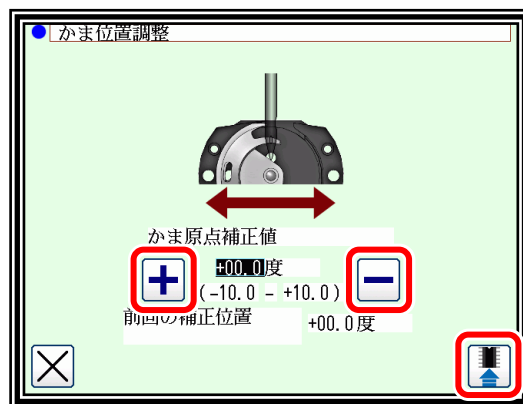 かま位置調整
かま原点補正値
+00.0度
(-10.0 - +10.0)
前回の補正位置 +00.0度